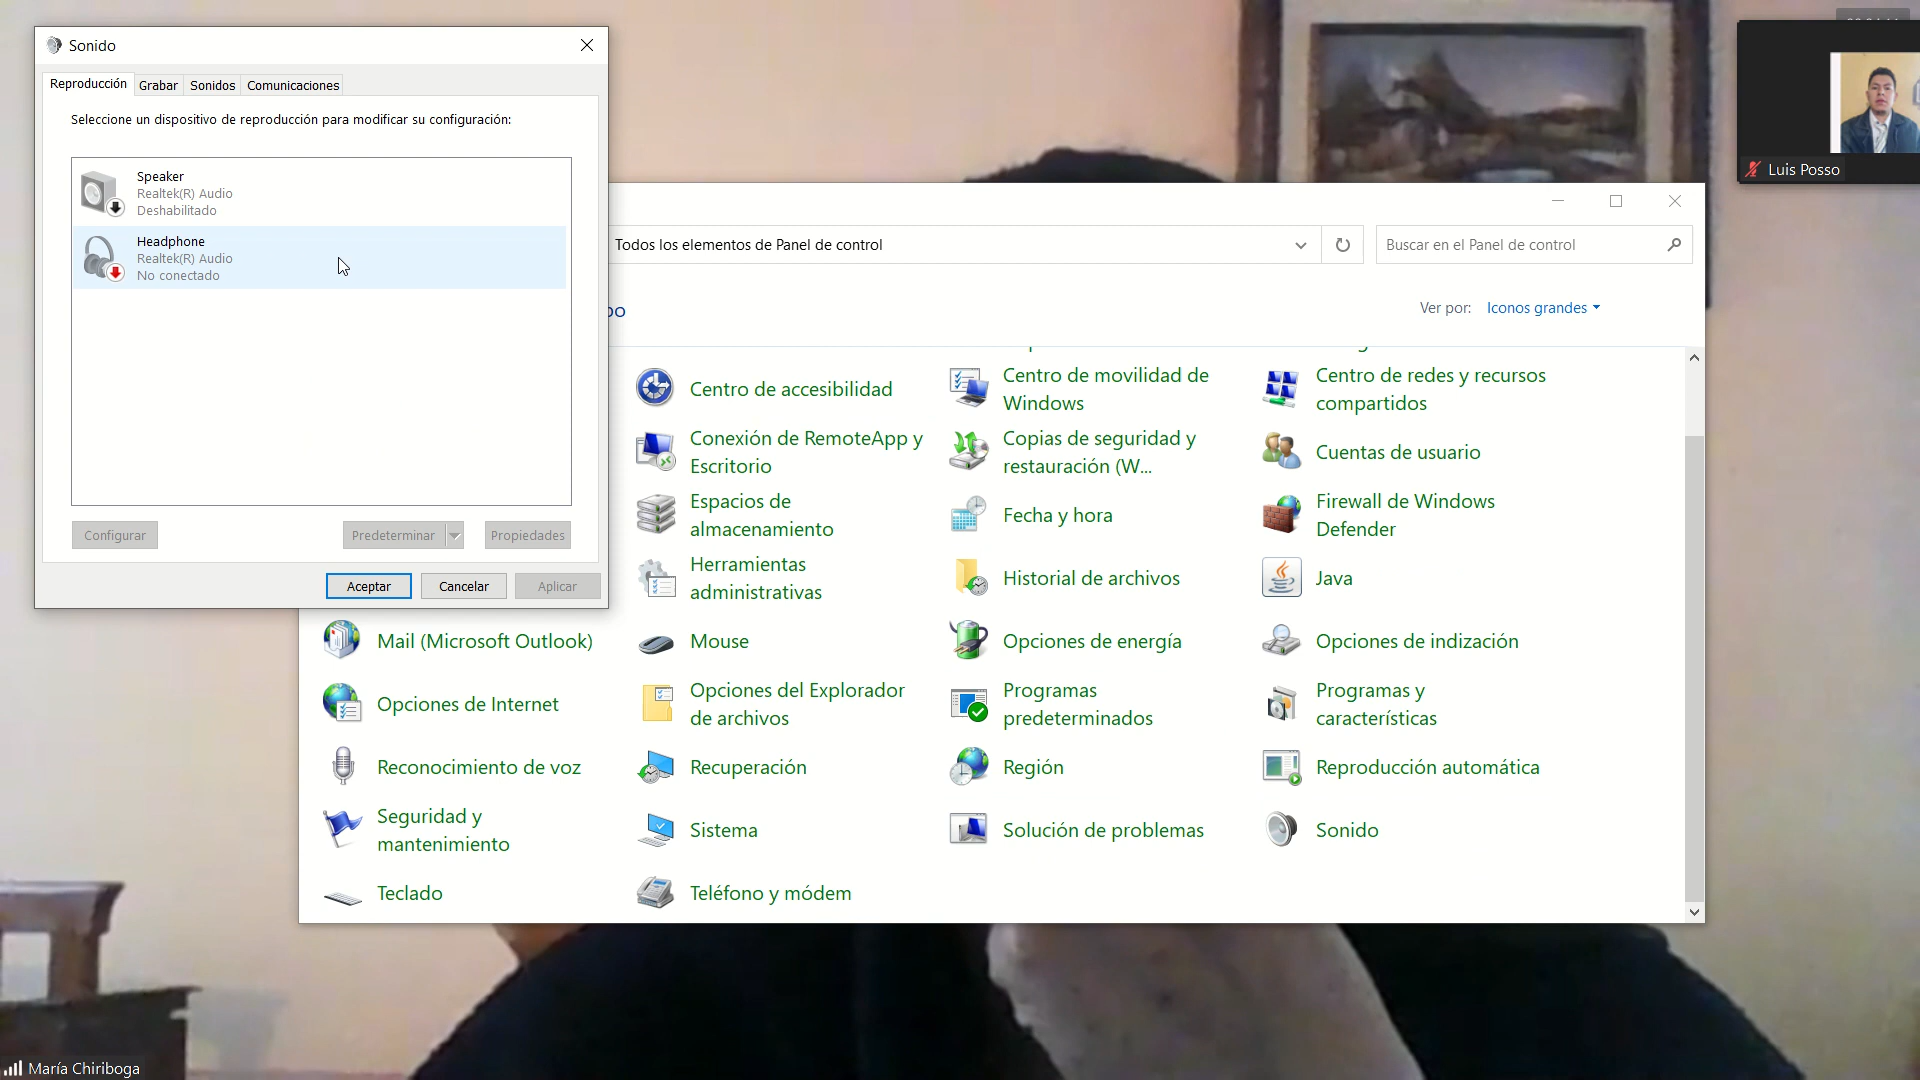 Sonido
Reproducción
Grabar
Sonidos
Comunicaciones
Seleccione un dispositivo de reproducción para modificar su configuración:
Speaker
Realtek(R) Audio
Deshabilitado
Headphone
Realtek(R) Audio
No conectado
Configurar
Predeterminar
Propiedades
Aceptar
Cancelar
Aplicar
Todos los elementos de Panel de control
Buscar en el Panel de control
Ver por:
Iconos grandes
Centro de accesibilidad
Centro de movilidad de
Windows
Centro de redes y recursos
compartidos
Conexión de RemoteApp y
Escritorio
Copias de seguridad y
restauración (W...
Cuentas de usuario
Espacios de
almacenamiento
Fecha y hora
Firewall de Windows
Defender
Herramientas
administrativas
Historial de archivos
Java
Mail (Microsoft Outlook)
Mouse
Opciones de energía
Opciones de indización
Opciones de Internet
Opciones del Explorador
de archivos
Programas
predeterminados
Programas y
características
Reconocimiento de voz
Recuperación
Región
Reproducción automática
Seguridad y
mantenimiento
Sistema
Solución de problemas
Sonido
Teclado
Teléfono y módem
Luis Posso
María Chiriboga